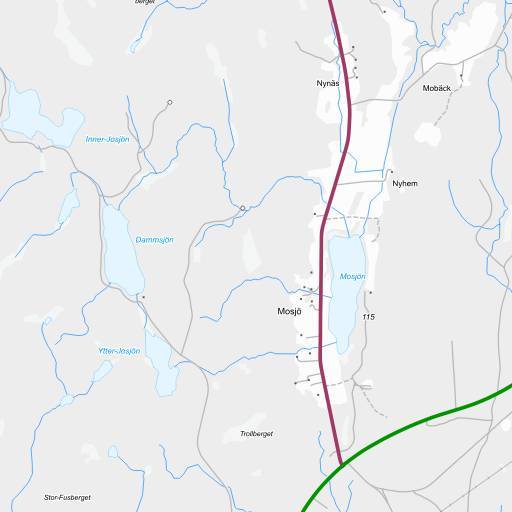 berget
Nynäs
Mobäck
Inner-Josjön
Nyhem
Dammsjön
Mosjön
Mosjö
115
Ytter-Josjön
Trollberget
Stor-Fusberget